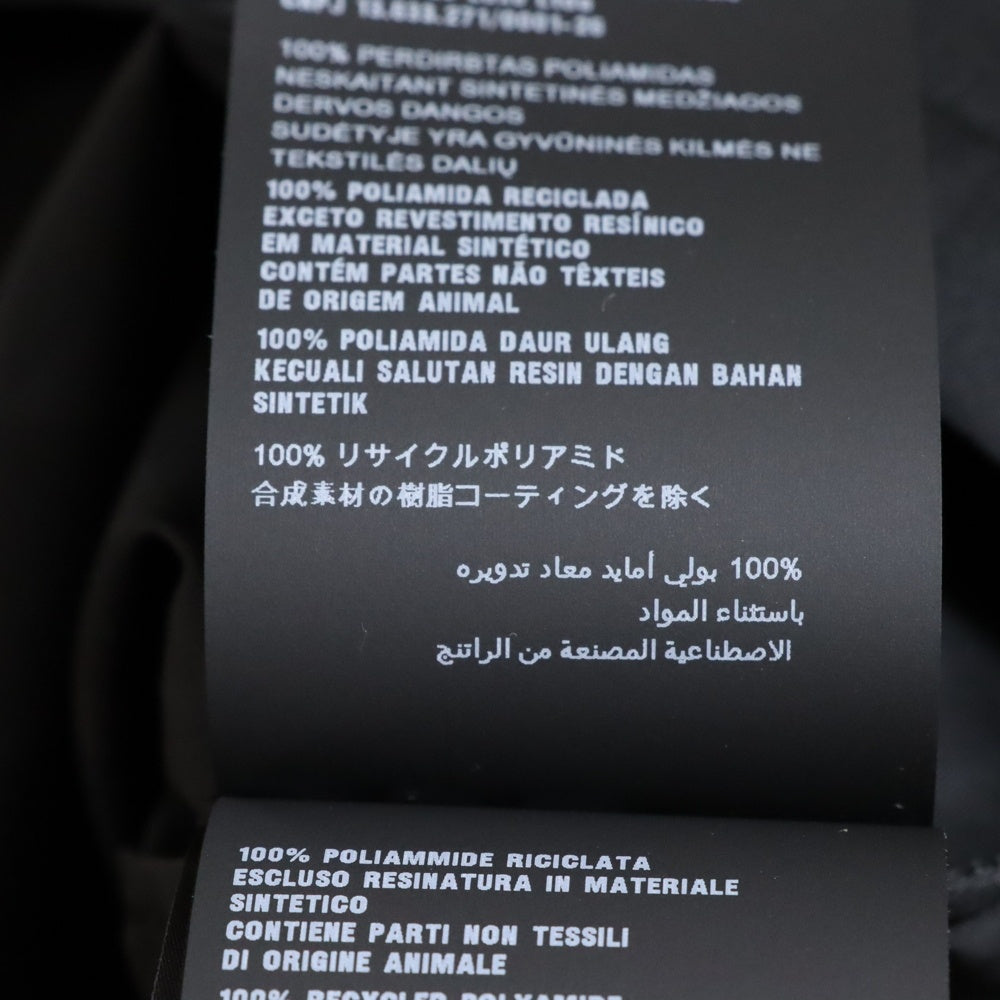 100% PERDIRBTAS POLIAMIDAS
NESKAITANT SINTETINĖS MEDŽIAGOS
DERVOS DANGOS
SUDĖTYJE YRA GYVŪNINĖS KILMĖS NE
TEKSTILĖS DALIŲ
100% POLIAMIDA RECICLADA
EXCETO REVESTIMENTO RESÍNICO
EM MATERIAL SINTÉTICO
CONTÉM PARTES NÃO TÊXTEIS
DE ORIGEM ANIMAL
100% POLIAMIDA DAUR ULANG
KECUALI SALUTAN RESIN DENGAN BAHAN
SINTETIK
100% リサイクルポリアミド
合成素材の樹脂コーティングを除く
100% بولي أمايد معاد تدويره
باستثناء المواد
الاصطناعية المصنعة من الراتنج
100% POLIAMMIDE RICICLATA
ESCLUSO RESINATURA IN MATERIALE
SINTETICO
CONTIENE PARTI NON TESSILI
DI ORIGINE ANIMALE
100% RECYCLED POLYAMIDE